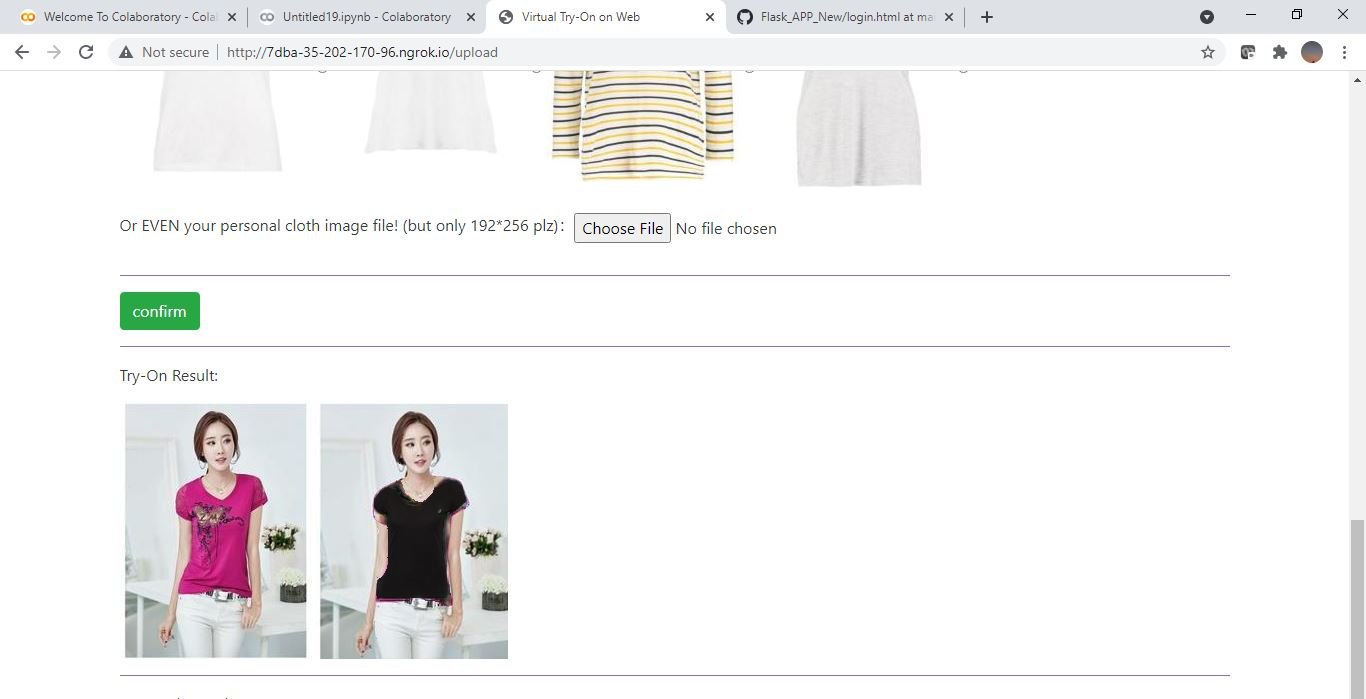 Welcome To Colaboratory - Cola
Untitled19.ipynb - Colaboratory
Virtual Try-On on Web
Flask_APP_New/login.html at ma
Not secure
http://7dba-35-202-170-96.ngrok.io/upload
Or EVEN your personal cloth image file! (but only 192*256 plz):
Choose File
No file chosen
confirm
Try-On Result: